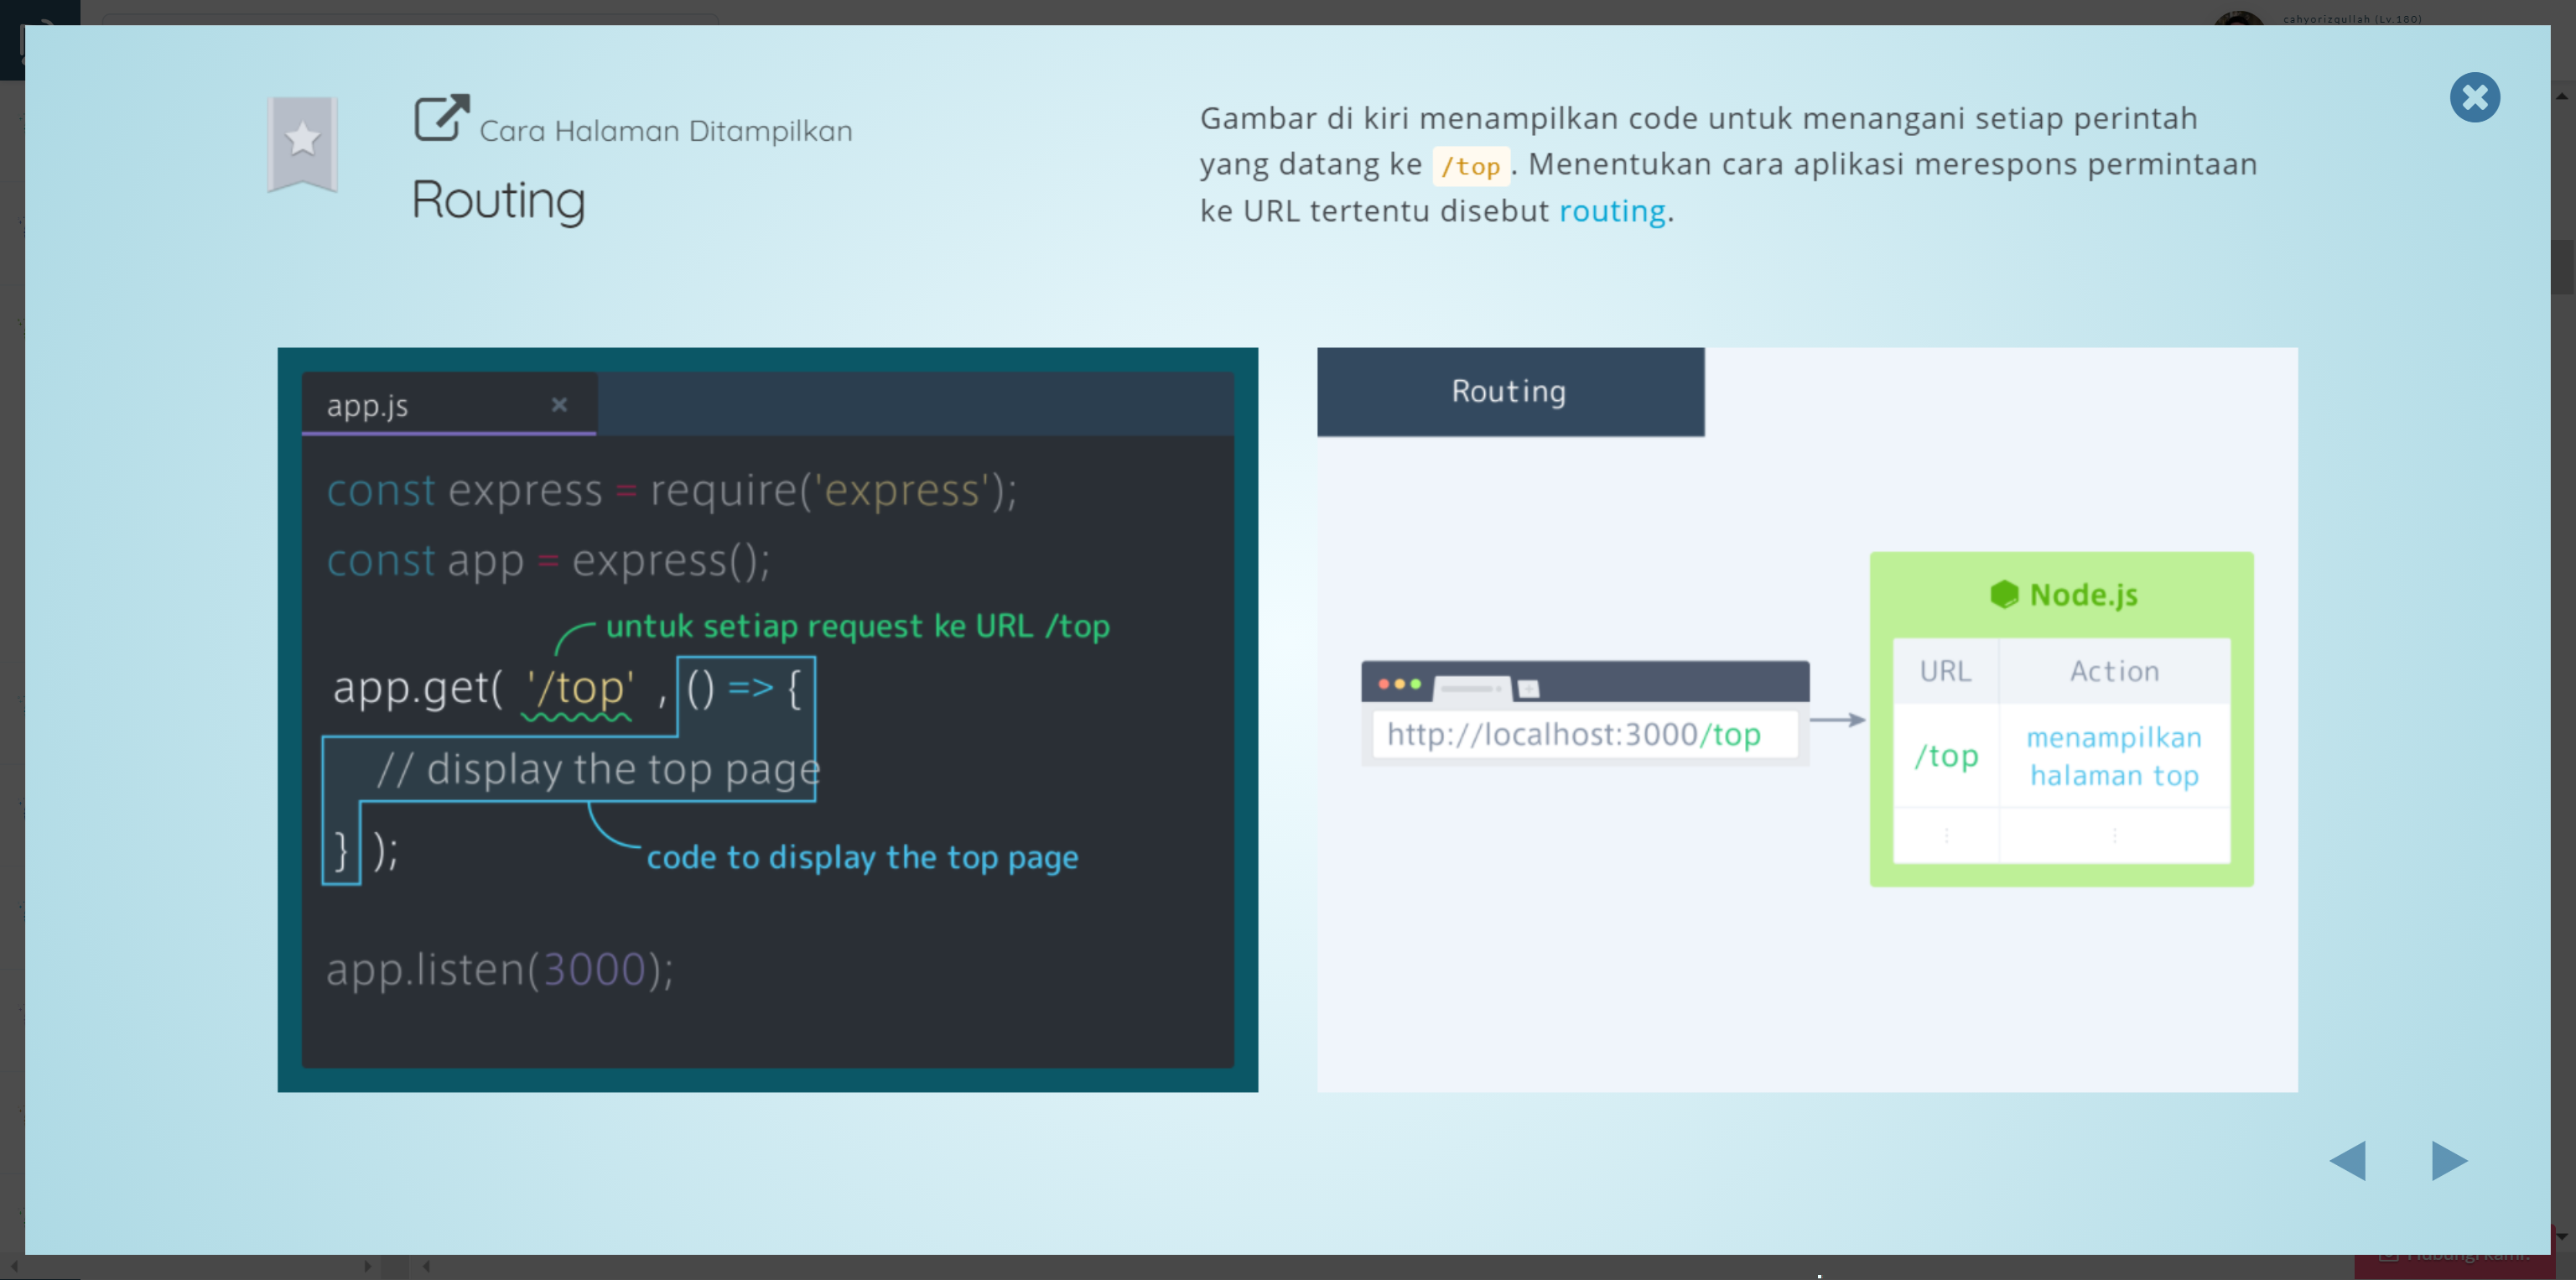 cahyorizqullah (Lv.180)
Cara Halaman Ditampilkan
Routing
Gambar di kiri menampilkan code untuk menangani setiap perintah
yang datang ke /top. Menentukan cara aplikasi merespons permintaan
ke URL tertentu disebut routing.
app.js
const express = require('express');
const app = express();
untuk setiap request ke URL /top
app.get( '/top' , () => {
// display the top page
} );
code to display the top page
app.listen(3000);
Routing
http://localhost:3000/top
Node.js
URL Action
/top menampilkan
halaman top
Hubungi kami.